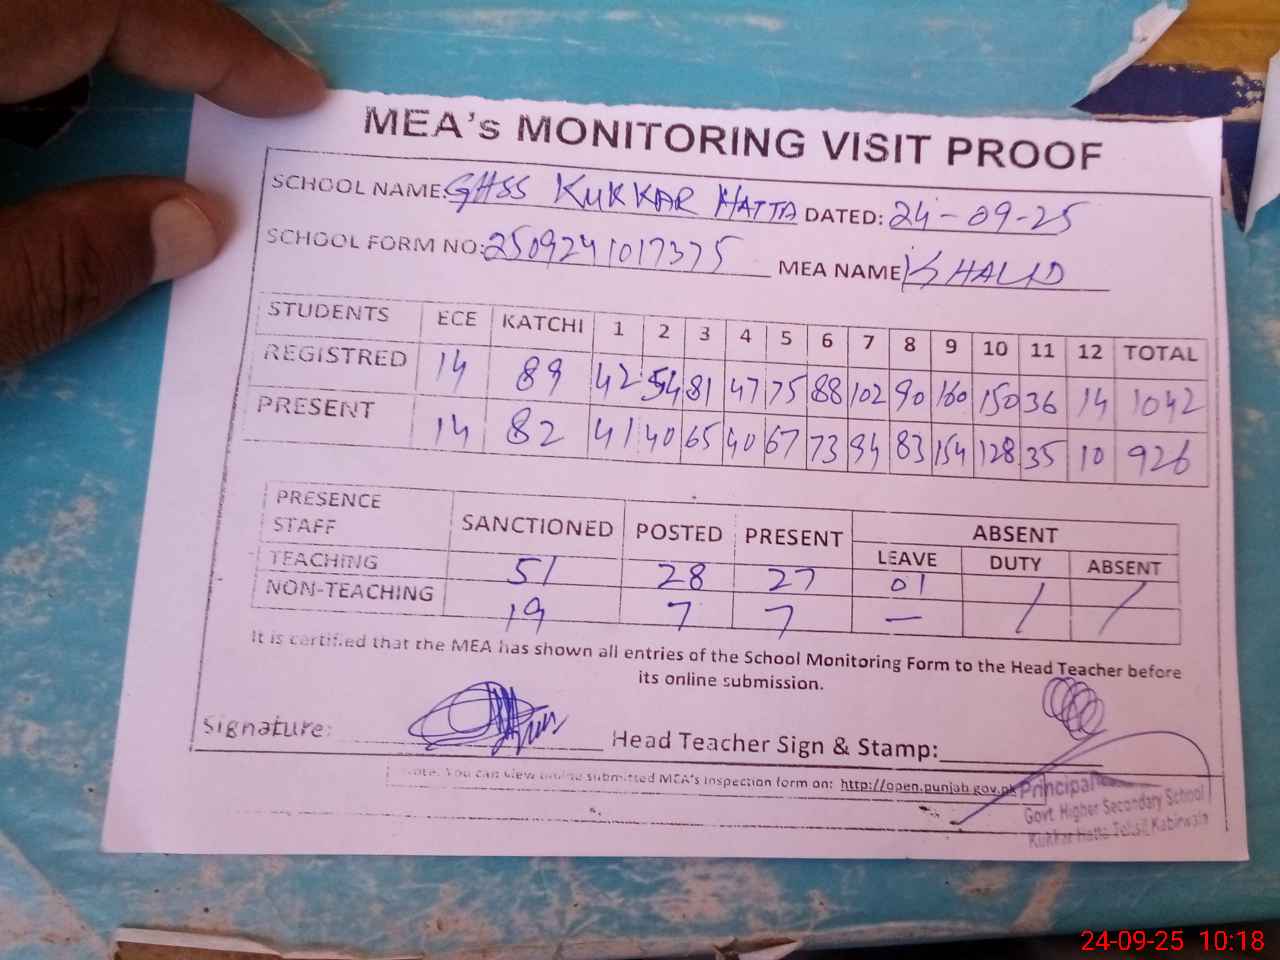 MEA's MONITORING VISIT PROOF
SCHOOL NAME: GHSS KUKKAR HATTA DATED: 24-09-25
SCHOOL FORM NO: 2509241017375 MEA NAME KHALID
STUDENTS ECE KATCHI 1 2 3 4 5 6 7 8 9 10 11 12 TOTAL
REGISTRED 14 89 42 54 81 47 75 88 102 90 160 150 36 14 1042
PRESENT 14 82 41 40 65 40 67 73 94 83 154 128 35 10 926
PRESENCE STAFF SANCTIONED POSTED PRESENT ABSENT
LEAVE DUTY ABSENT
TEACHING 51 28 27 01 / /
NON-TEACHING 19 7 7 —
It is certified that the MEA has shown all entries of the School Monitoring Form to the Head Teacher before
its online submission.
Signature: Head Teacher Sign & Stamp:
Note. You can view online submitted MEA's inspection form on: http://open.punjab.gov.pk
Principal
Govt Higher Secondary School
Kukkar Hatta Tehsil Kabirwala
24-09-25 10:18